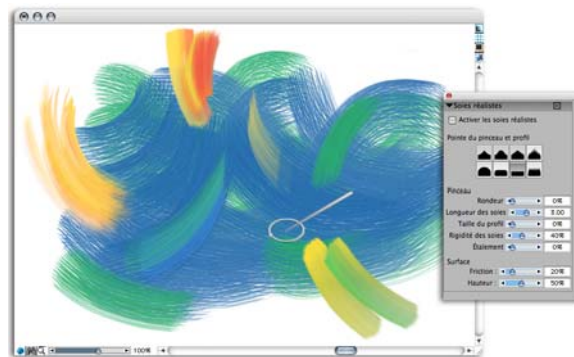 Soies réalistes
Activer les soies réalistes
Pointe du pinceau et profil
Pinceau
Rondeur 0%
Longueur des soies 3.00
Taille du profil 0%
Rigidité des soies 40%
Étalement 0%
Surface
Friction : 20%
Hauteur : 50%
100%